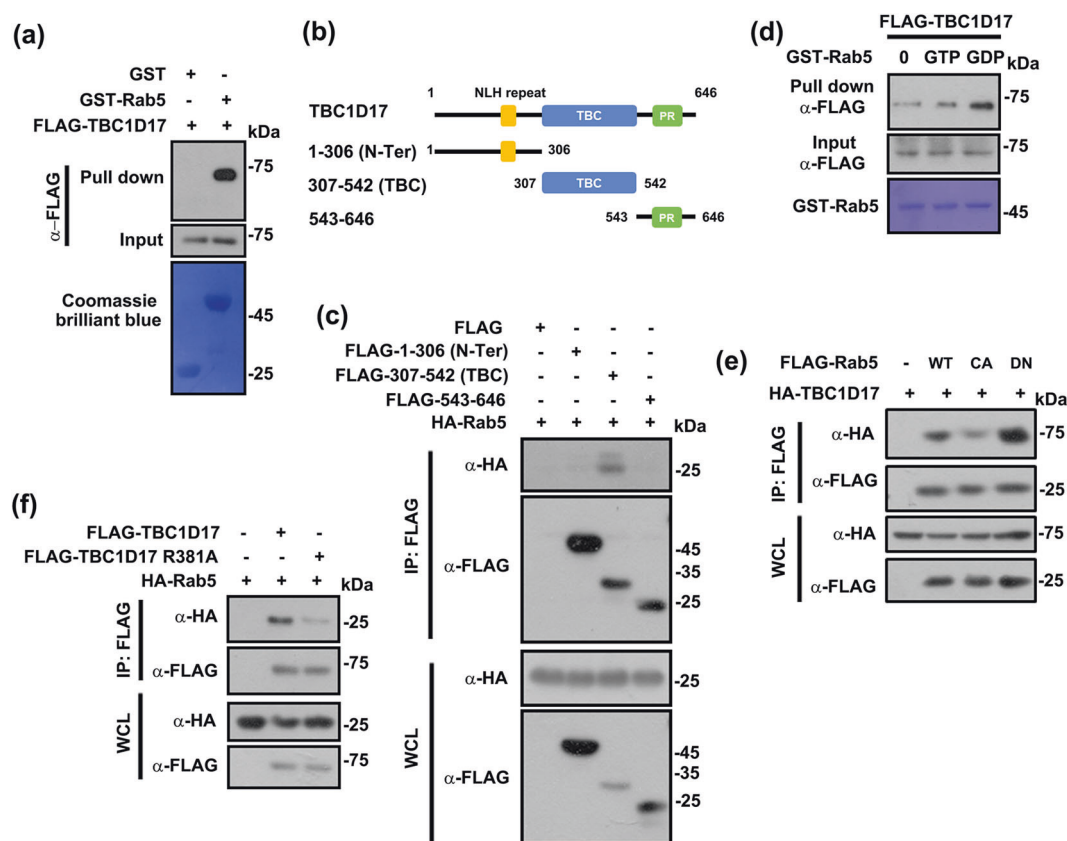 (a)
GST + -
GST-Rab5 - +
FLAG-TBC1D17 + + kDa
α–FLAG
Pull down -75
Input -75
Coomassie
brilliant blue
-45
-25
(b)
1 NLH repeat 646
TBC1D17 TBC PR
1-306 (N-Ter) 1 306
307-542 (TBC) 307 TBC 542
543-646 543 PR 646
(c)
FLAG + - - -
FLAG-1-306 (N-Ter) - + - -
FLAG-307-542 (TBC) - - + -
FLAG-543-646 - - - +
HA-Rab5 + + + + kDa
IP: FLAG
α-HA -25
α-FLAG
-45
-35
-25
WCL
α-HA -25
α-FLAG
-45
-35
-25
(d)
FLAG-TBC1D17
GST-Rab5 0 GTP GDP kDa
Pull down
α-FLAG
-75
Input
α-FLAG
-75
GST-Rab5 -45
(e)
FLAG-Rab5 - WT CA DN
HA-TBC1D17 + + + + kDa
IP: FLAG
α-HA -75
α-FLAG -25
WCL
α-HA -75
α-FLAG -25
(f)
FLAG-TBC1D17 - + -
FLAG-TBC1D17 R381A - - +
HA-Rab5 + + + kDa
IP: FLAG
α-HA -25
α-FLAG -75
WCL
α-HA -25
α-FLAG -75